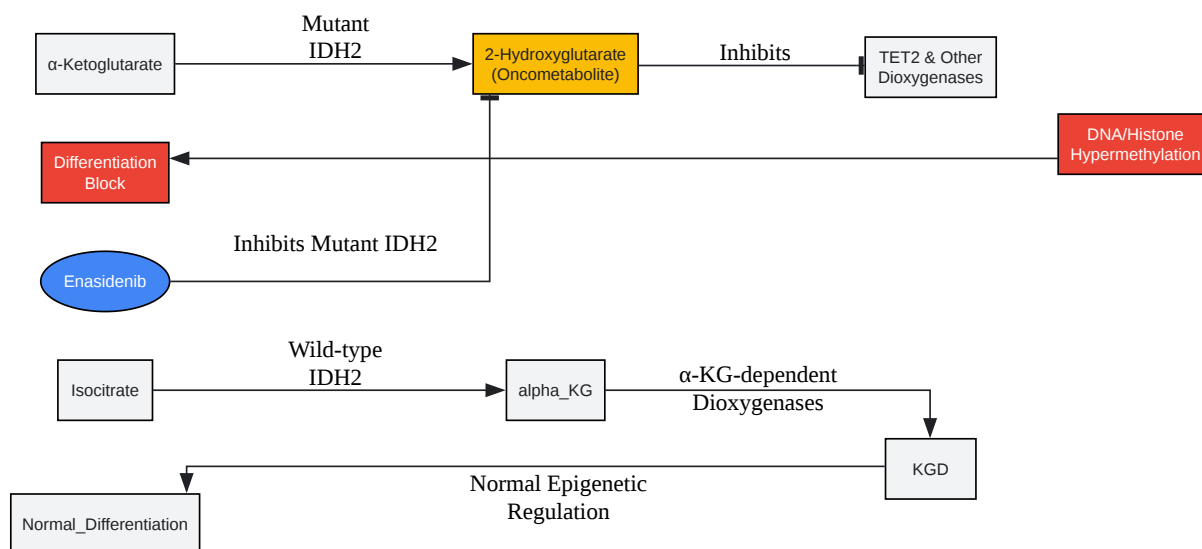 Mutant
IDH2
α-Ketoglutarate
2-Hydroxyglutarate
(Oncometabolite)
Inhibits
TET2 & Other
Dioxygenases
DNA/Histone
Hypermethylation
Differentiation
Block
Inhibits Mutant IDH2
Enasidenib
Wild-type
IDH2
Isocitrate
alpha_KG
α-KG-dependent
Dioxygenases
KGD
Normal Epigenetic
Regulation
Normal_Differentiation